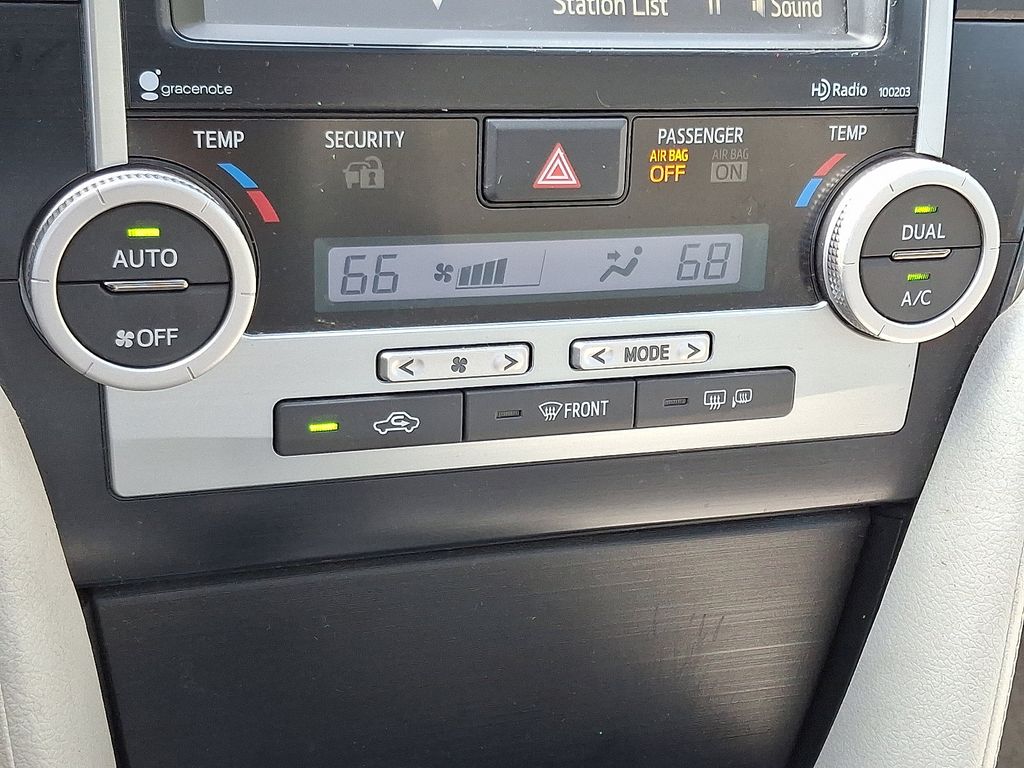 Station List
Sound
gracenote
HD Radio 100203
TEMP
SECURITY
PASSENGER
TEMP
AIR BAG
OFF
AIR BAG
ON
AUTO
OFF
DUAL
A/C
66
68
< >
< MODE >
FRONT